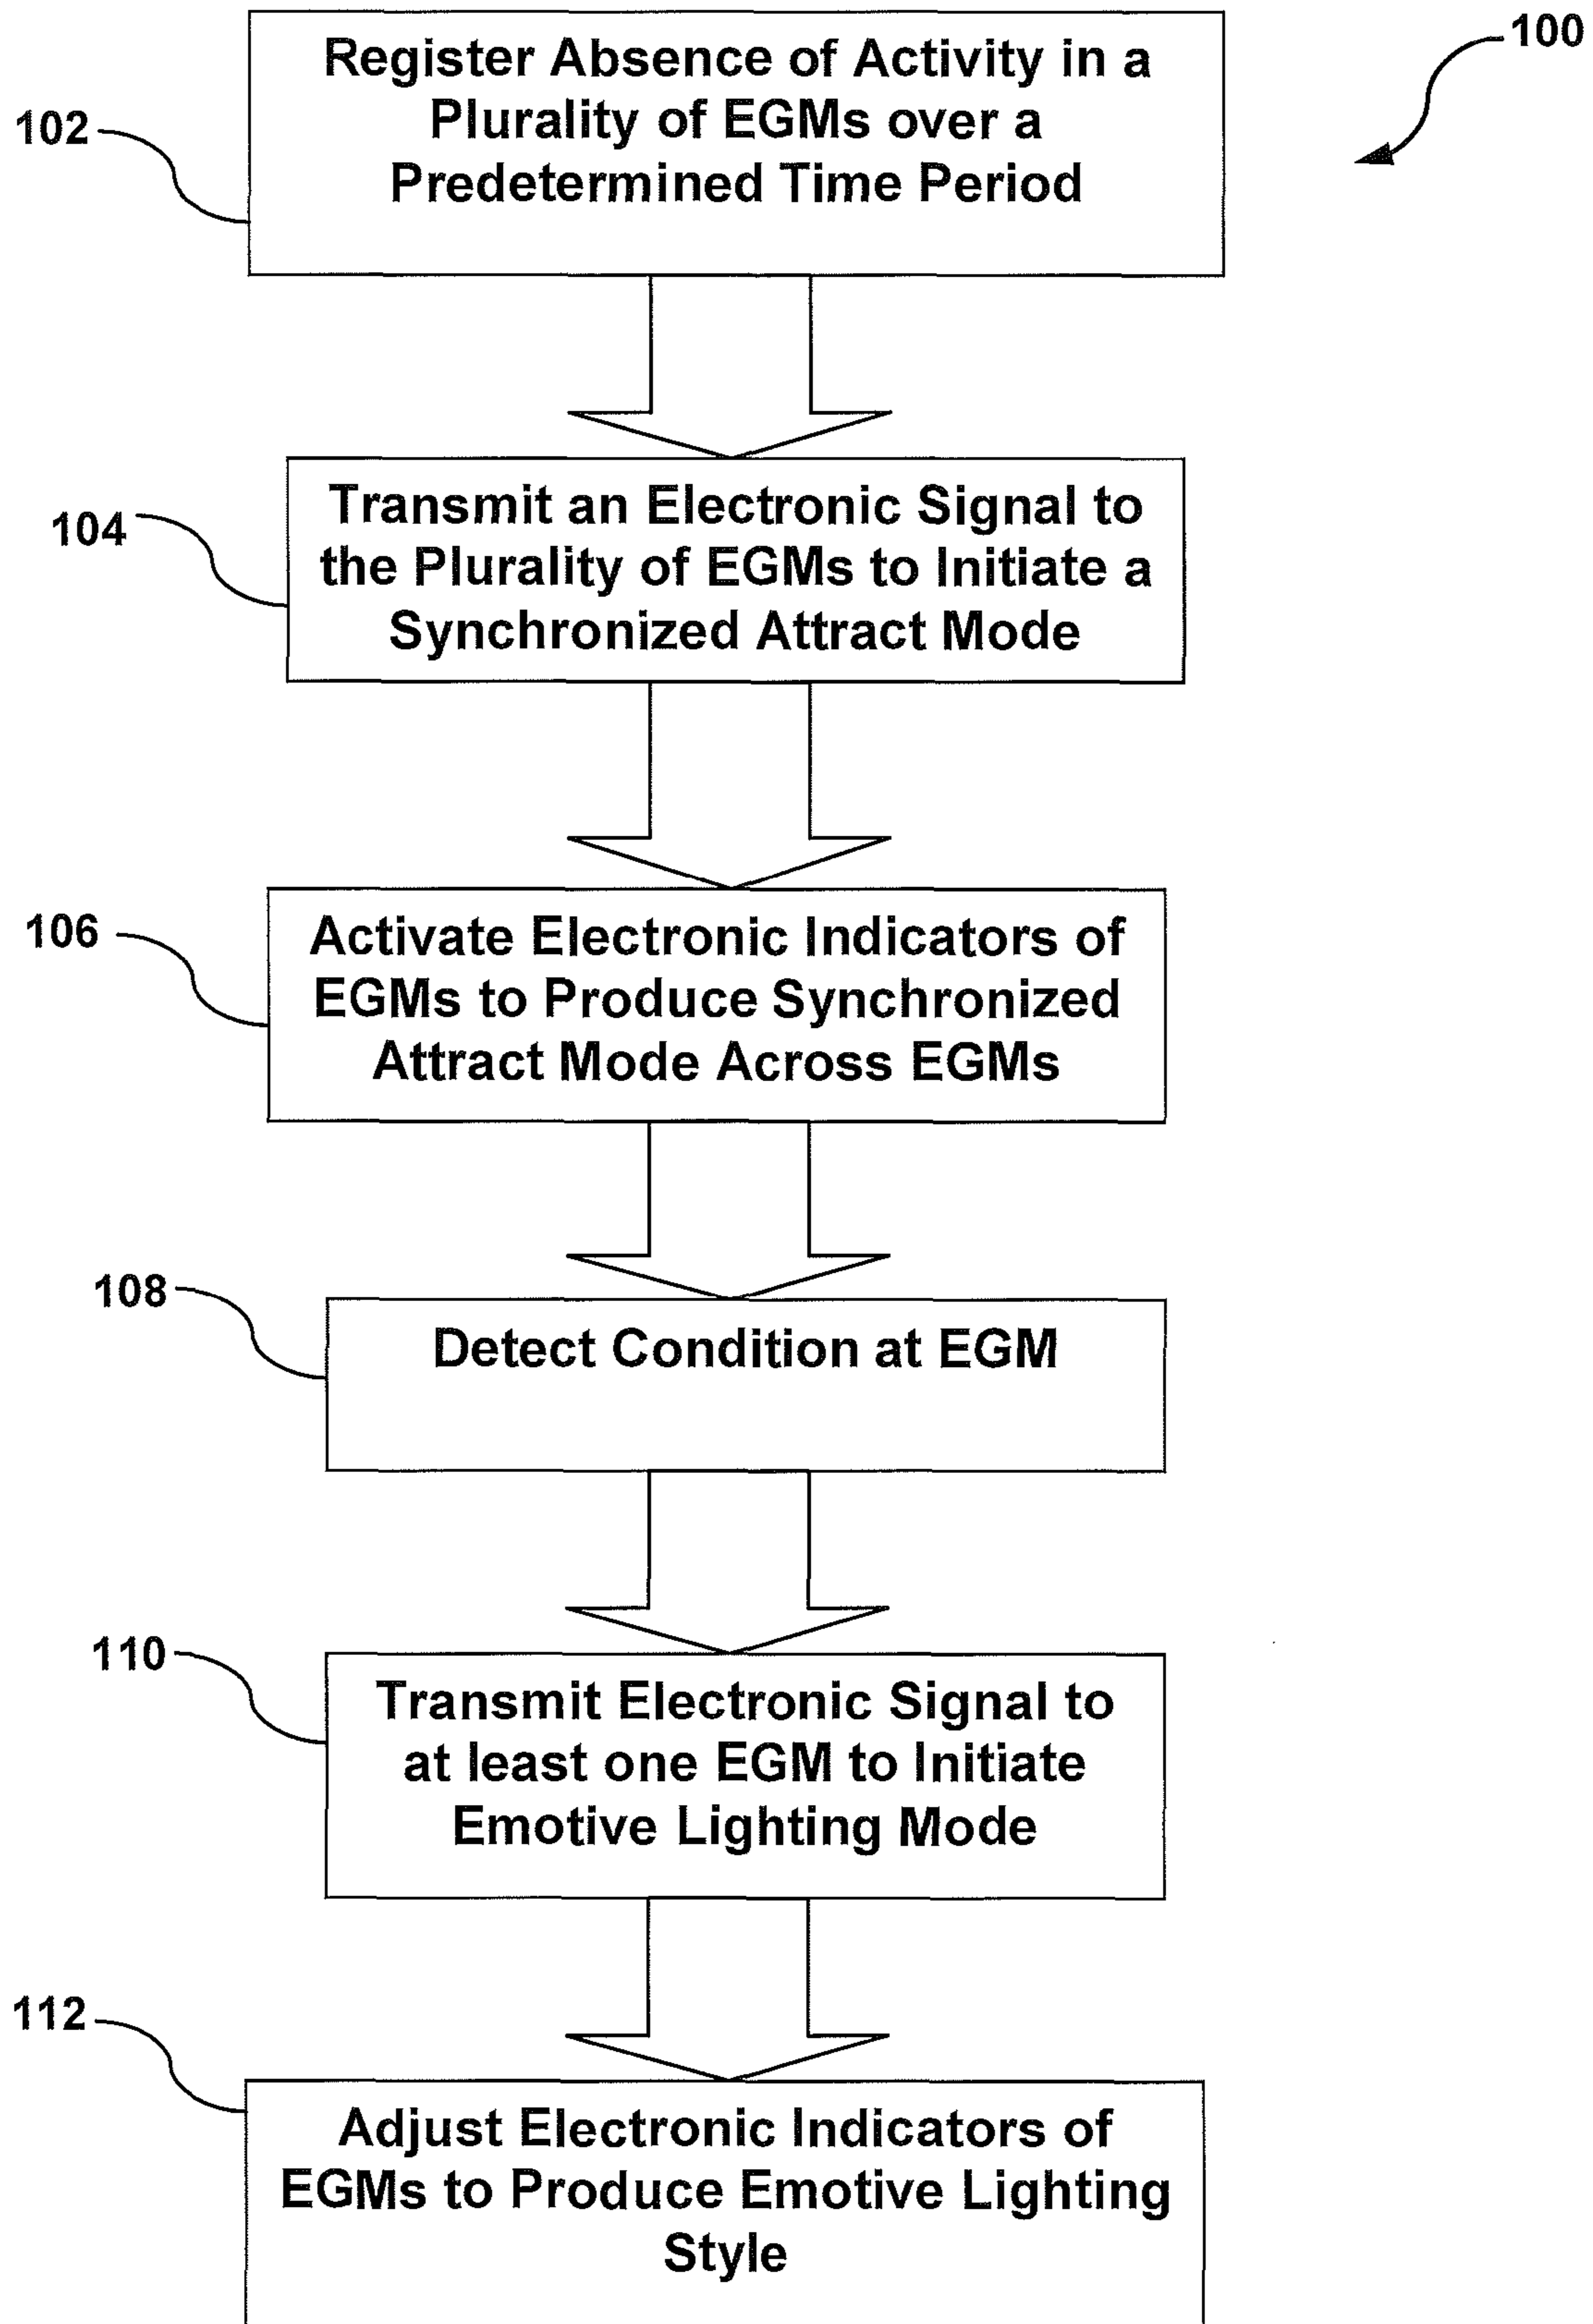 100
Register Absence of Activity in a
Plurality of EGMs over a
Predetermined Time Period
102
Transmit an Electronic Signal to
the Plurality of EGMs to Initiate a
Synchronized Attract Mode
104
Activate Electronic Indicators of
EGMs to Produce Synchronized
Attract Mode Across EGMs
106
Detect Condition at EGM
108
Transmit Electronic Signal to
at least one EGM to Initiate
Emotive Lighting Mode
110
Adjust Electronic Indicators of
EGMs to Produce Emotive Lighting
Style
112